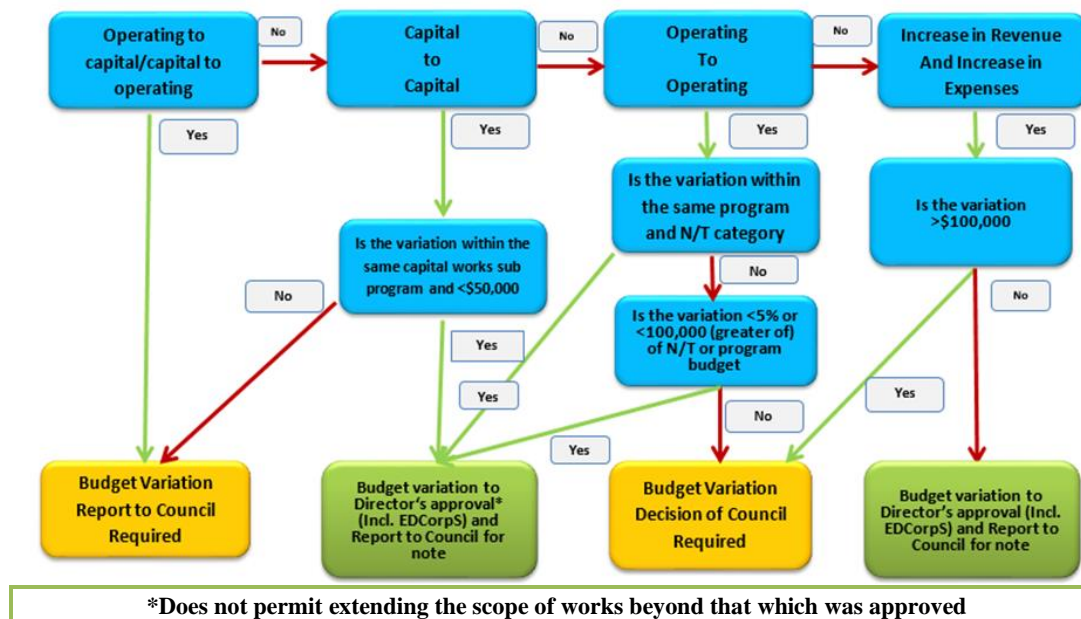 Operating to
capital/capital to
operating
No
Capital
to
Capital
No
Operating
To
Operating
No
Increase in Revenue
And Increase in
Expenses
Yes
Yes
Yes
Yes
Is the variation within the
same capital works sub
program and <$50,000
Is the variation within
the same program
and N/T category
Is the variation
>$100,000
No
No
No
Is the variation <5% or
<100,000 (greater of)
of N/T or program
budget
Yes
Yes
Yes
No
Yes
Budget Variation
Report to Council
Required
Budget variation to
Director's approval*
(Incl. EDCorpS) and
Report to Council for
note
Budget Variation
Decision of Council
Required
Budget variation to
Director's approval (Incl.
EDCorpS) and Report to
Council for note
*Does not permit extending the scope of works beyond that which was approved